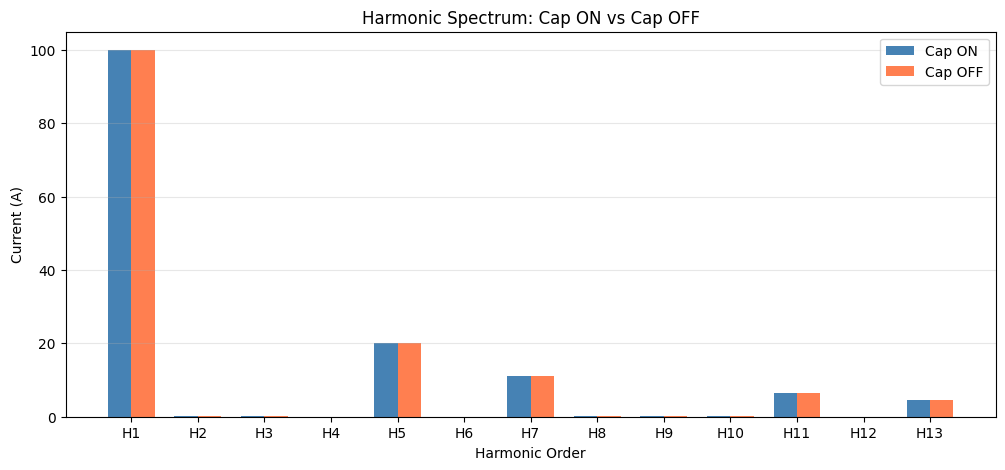 Harmonic Spectrum: Cap ON vs Cap OFF
Cap ON
Cap OFF
Current (A)
100
80
60
40
20
0
H1 H2 H3 H4 H5 H6 H7 H8 H9 H10 H11 H12 H13
Harmonic Order